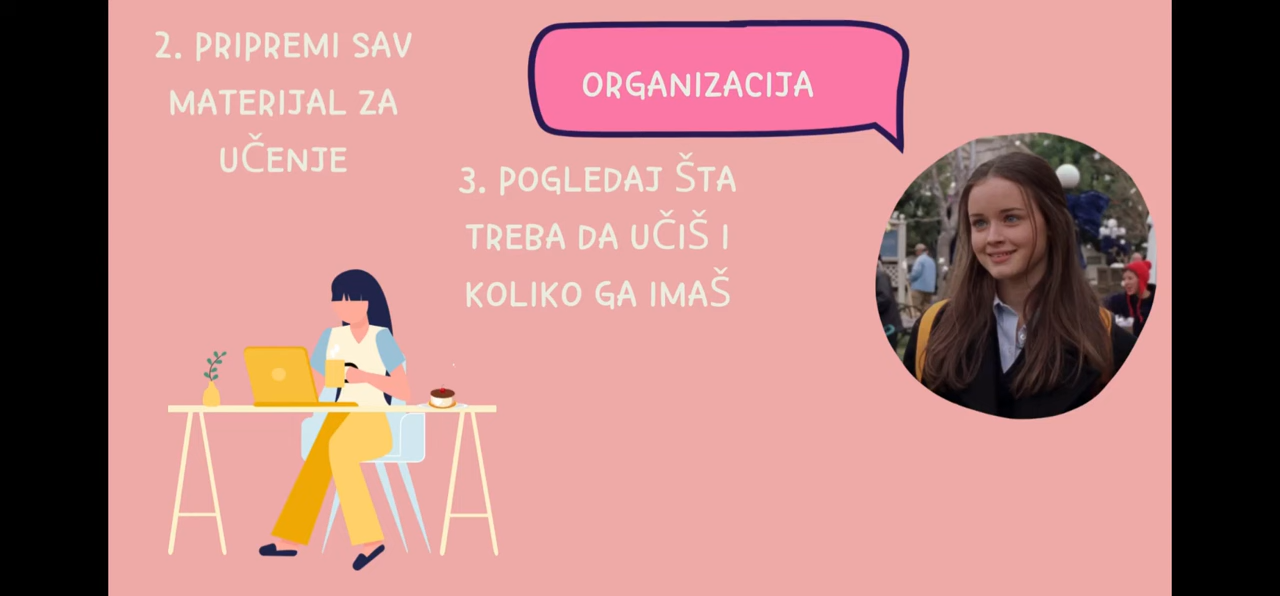 2. PRIPREMI SAV
MATERIJAL ZA
UČENJE
ORGANIZACIJA
3. POGLEDAJ ŠTA
TREBA DA UČIŠ I
KOLIKO GA IMAŠ